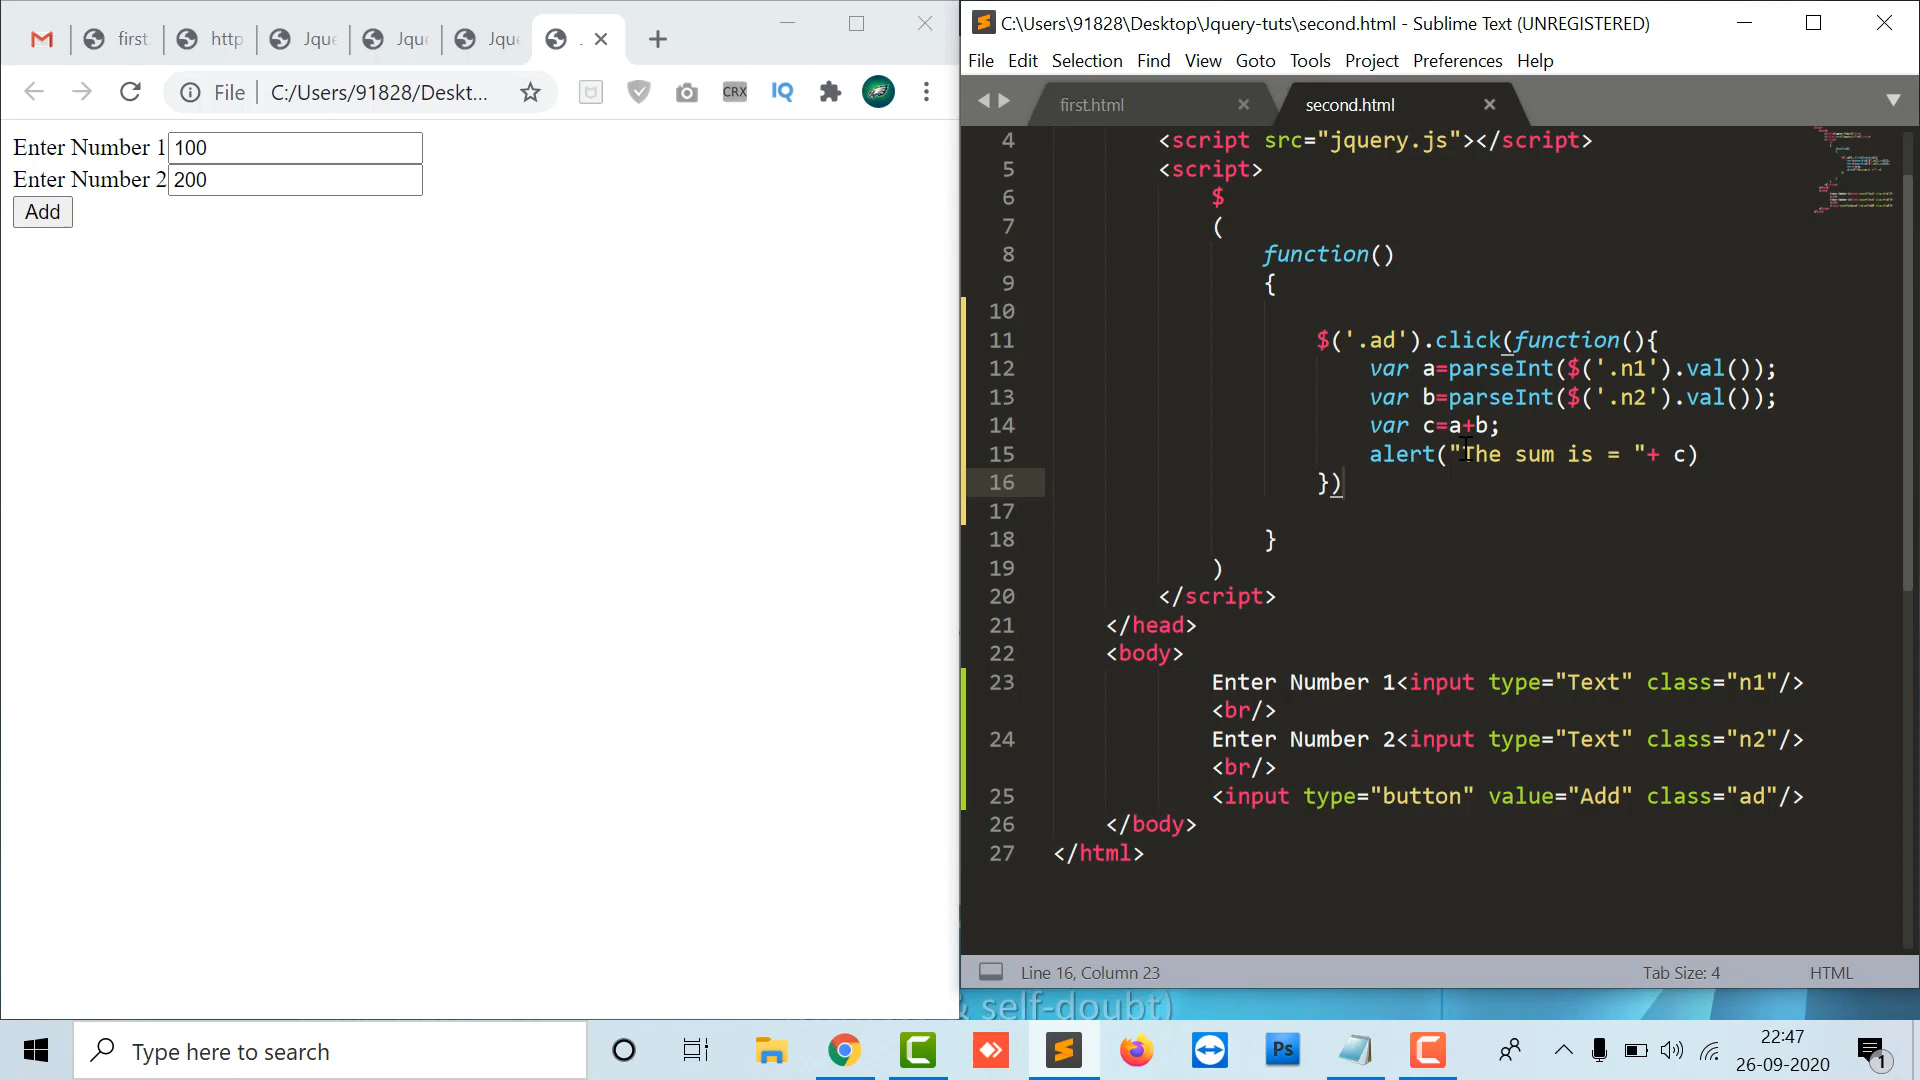 first
http
Jque
Jqu
Jqu
File C:/Users/91828/Deskt...
CRX
IQ
Enter Number 1 100
Enter Number 2 200
Add
C:\Users\91828\Desktop\Jquery-tuts\second.html - Sublime Text (UNREGISTERED)
File Edit Selection Find View Goto Tools Project Preferences Help
first.html second.html
4 <script src="jquery.js"></script>
5 <script>
6 $
7 (
8 function()
9 {
10
11 $('.ad').click(function(){
12 var a=parseInt($('.n1').val());
13 var b=parseInt($('.n2').val());
14 var c=a+b;
15 alert("The sum is = "+ c)
16 })
17
18 }
19 )
20 </script>
21 </head>
22 <body>
23 Enter Number 1<input type="Text" class="n1"/>
<br/>
24 Enter Number 2<input type="Text" class="n2"/>
<br/>
25 <input type="button" value="Add" class="ad"/>
26 </body>
27 </html>
Line 16, Column 23 Tab Size: 4 HTML
& self-doubt)
Type here to search
Ps
22:47
26-09-2020
1